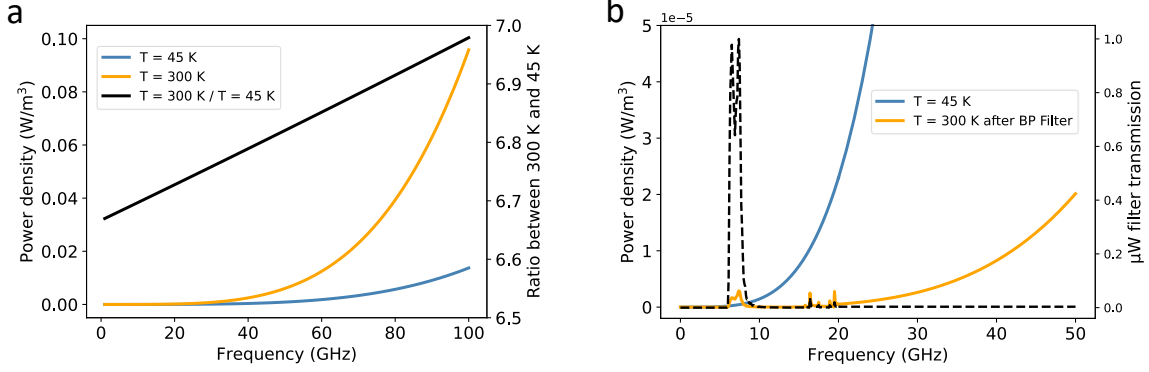 a
Power density (W/m³)
0.10
0.08
0.06
0.04
0.02
0.00
T = 45 K
T = 300 K
T = 300 K / T = 45 K
7.0
6.9
6.8
6.7
6.6
6.5
Ratio between 300 K and 45 K
0
20
40
60
80
100
Frequency (GHz)
b
1e−5
Power density (W/m³)
5
4
3
2
1
0
T = 45 K
T = 300 K after BP Filter
1.0
0.8
0.6
0.4
0.2
0.0
μW filter transmission
0
10
20
30
40
50
Frequency (GHz)